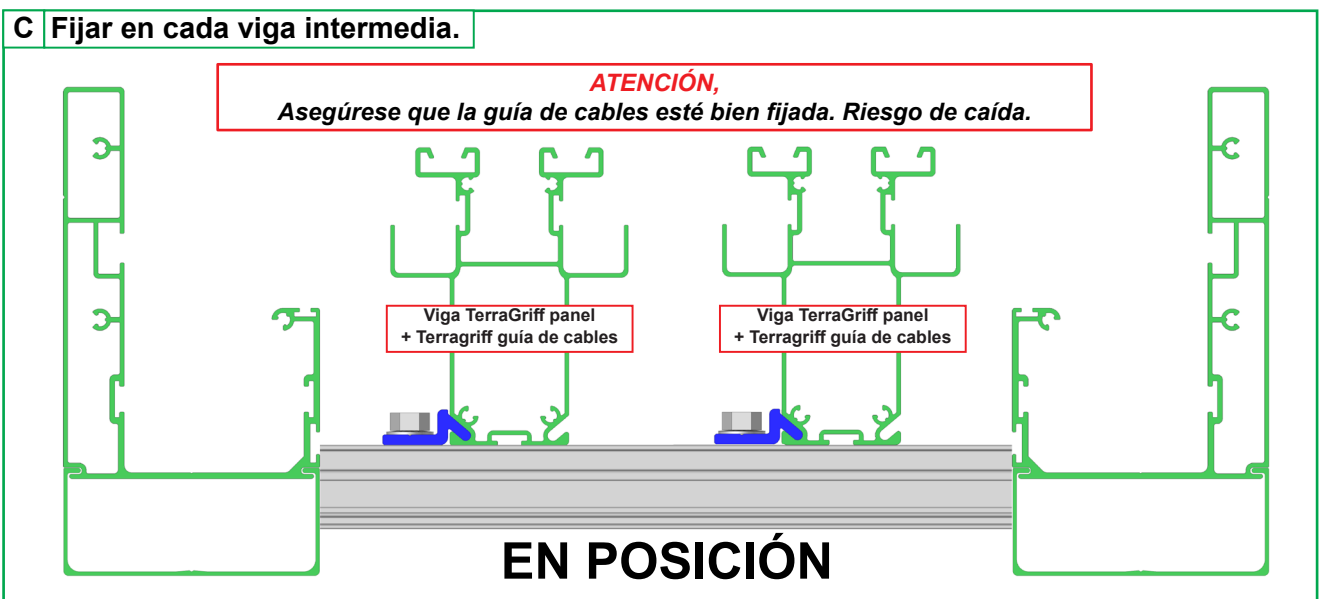 C Fijar en cada viga intermedia.
ATENCIÓN,
Asegúrese que la guía de cables esté bien fijada. Riesgo de caída.
Viga TerraGriff panel
+ Terragriff guía de cables
Viga TerraGriff panel
+ Terragriff guía de cables
EN POSICIÓN